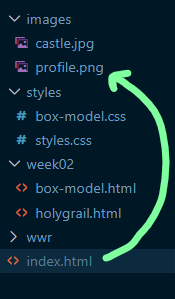 images
castle.jpg
profile.png
styles
# box-model.css
# styles.css
week02
<> box-model.html
<> holygrail.html
wwr
<> index.html